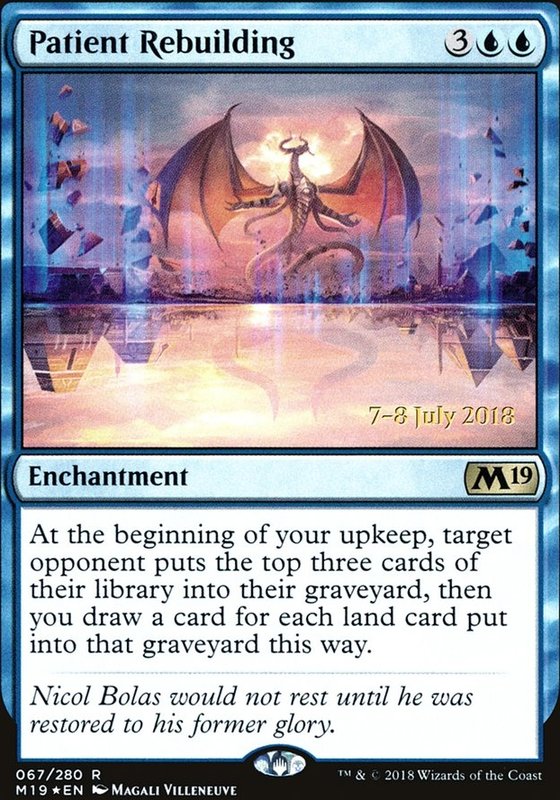 Patient Rebuilding 3
7–8 July 2018
Enchantment M19
At the beginning of your upkeep, target
opponent puts the top three cards of
their library into their graveyard, then
you draw a card for each land card put
into that graveyard this way.
Nicol Bolas would not rest until he was
restored to his former glory.
067/280 R
M19★EN Magali Villeneuve
™ & © 2018 Wizards of the Coast